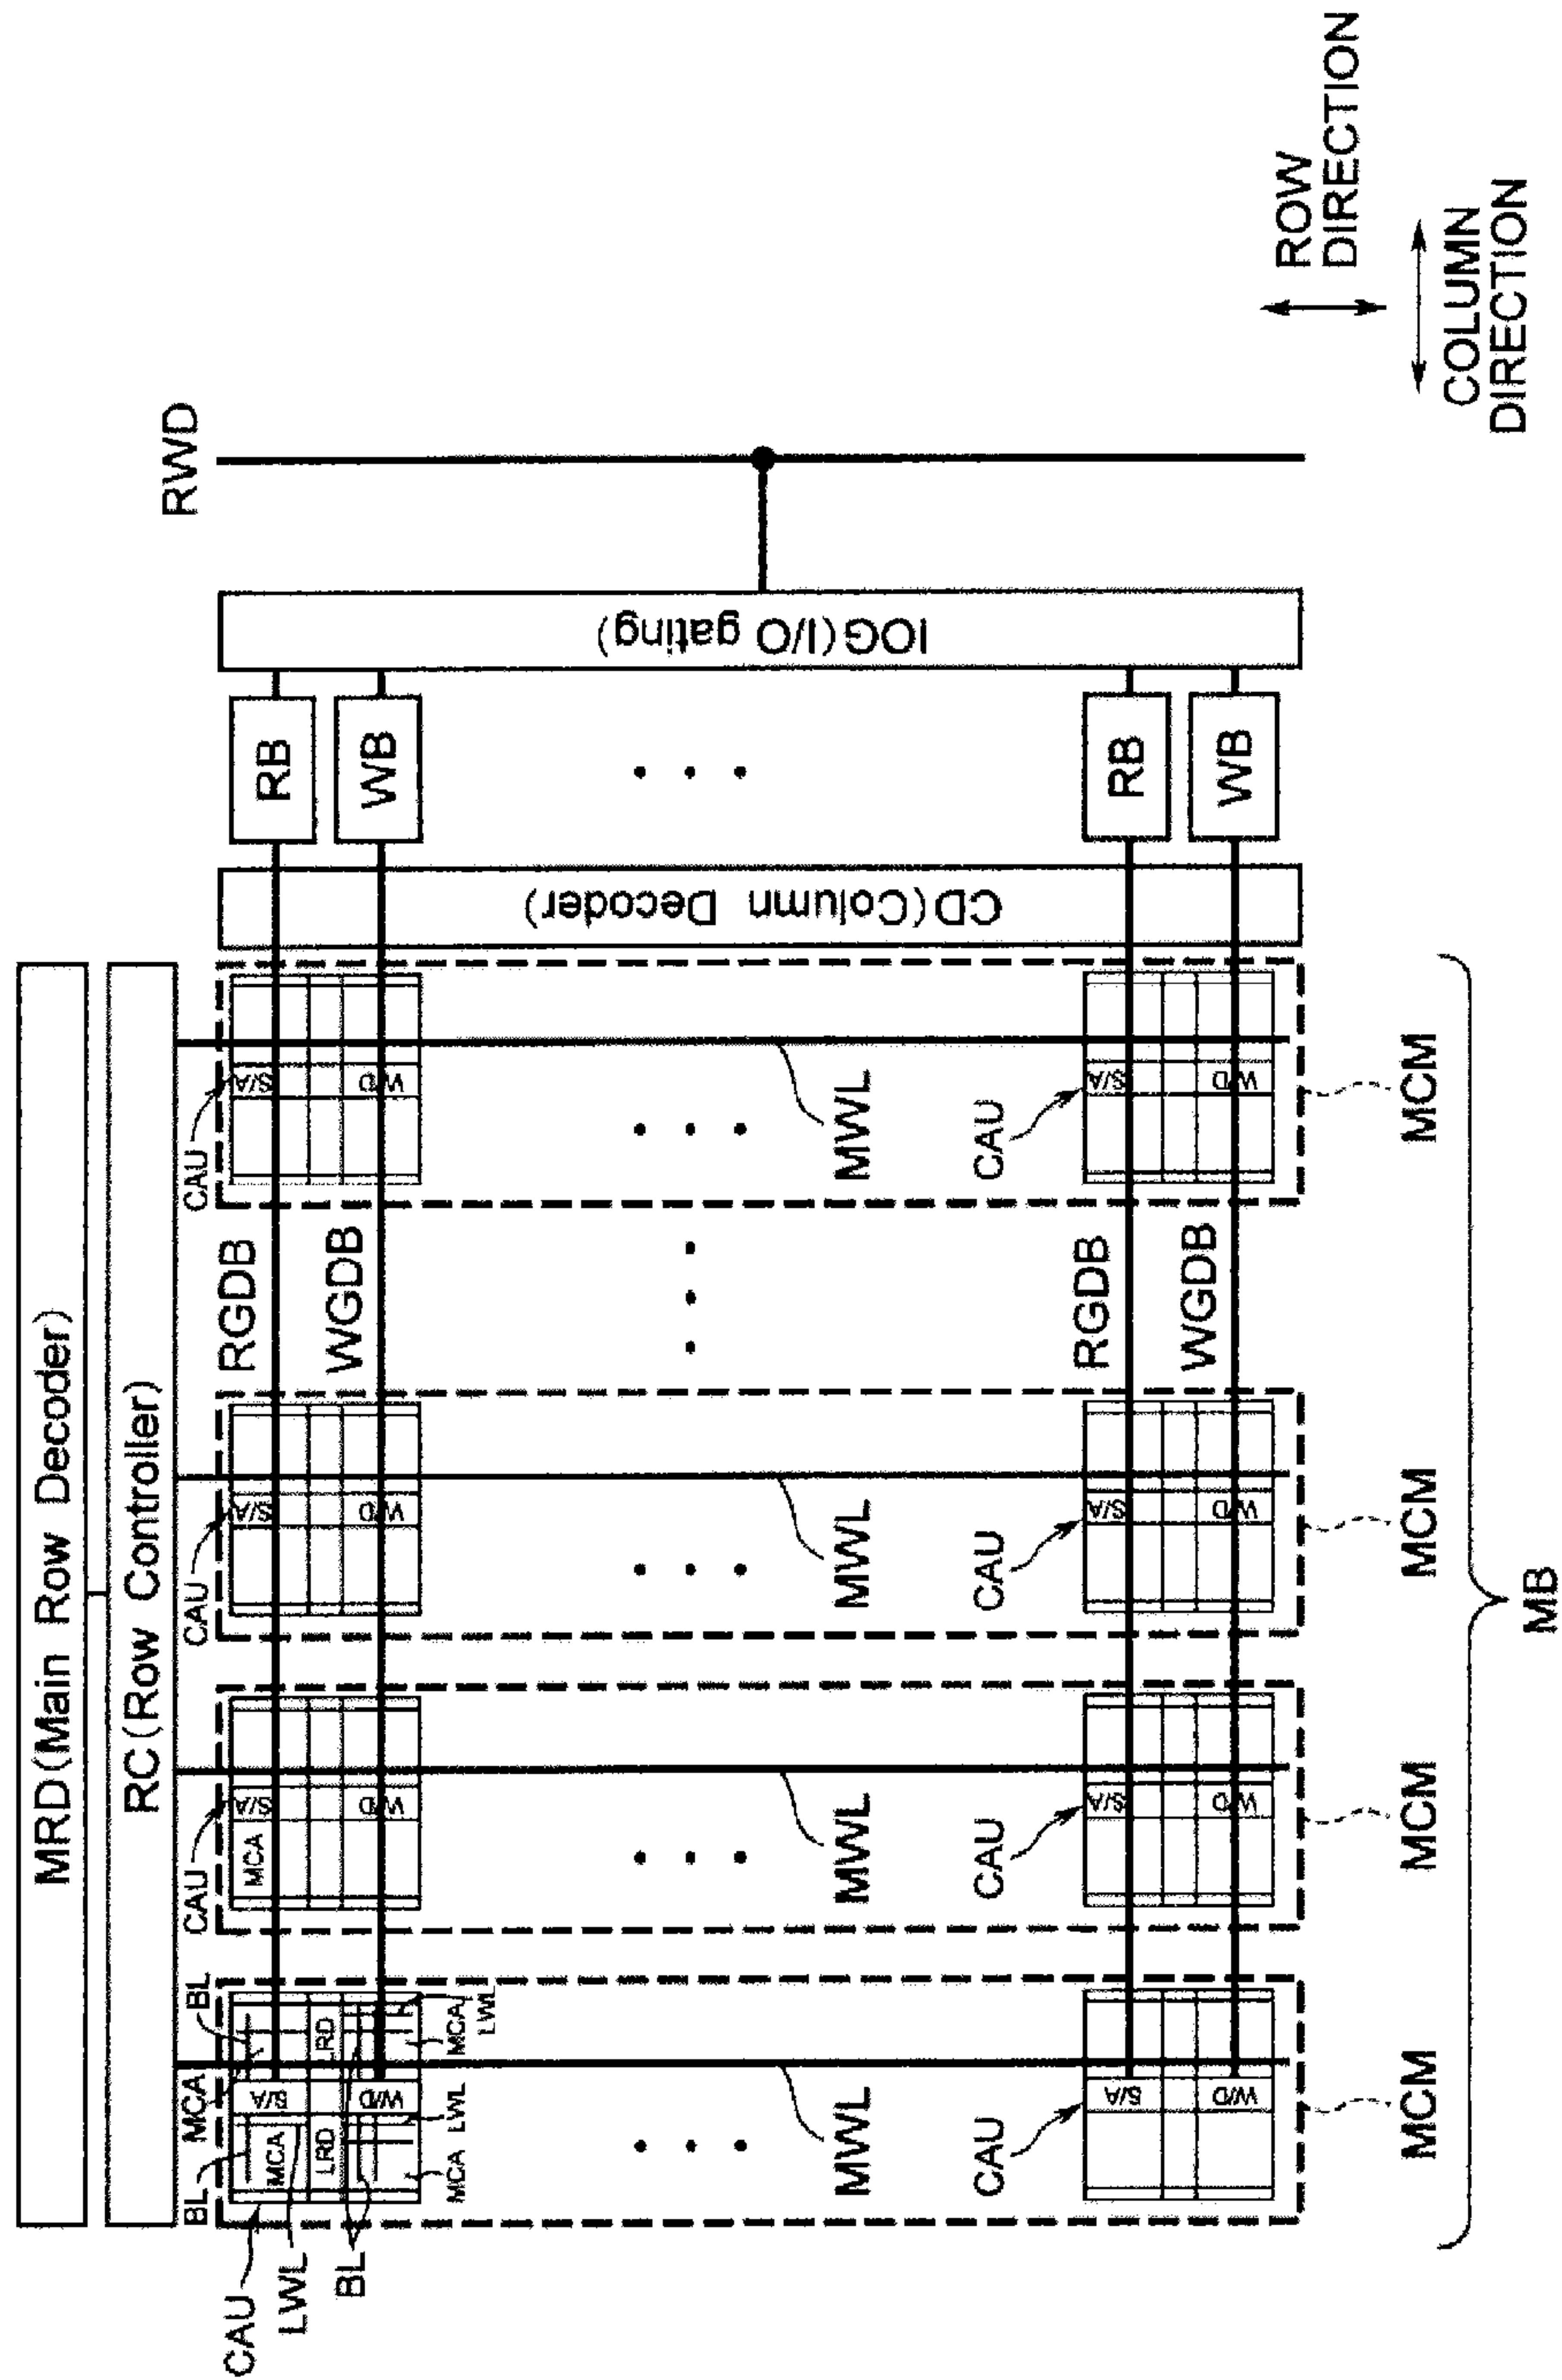 MRD(Main Row Decoder)
RC(Row Controller)
CAU
LWL
BL
BL
MCA
BL
CAU
CAU
CAU
MCA
S/A
LRD
LRD
W/D
MCA
LWL
MCA
LWL
MCA
S/A
W/D
S/A
W/D
S/A
W/D
RGDB
WGDB
CD(Column Decoder)
RB
WB
IOG(I/O gating)
RWD
MWL
MWL
MWL
MWL
CAU
CAU
CAU
CAU
S/A
W/D
S/A
W/D
S/A
W/D
S/A
W/D
RGDB
WGDB
RB
WB
MCM
MCM
MCM
MCM
MB
ROW
DIRECTION
COLUMN
DIRECTION